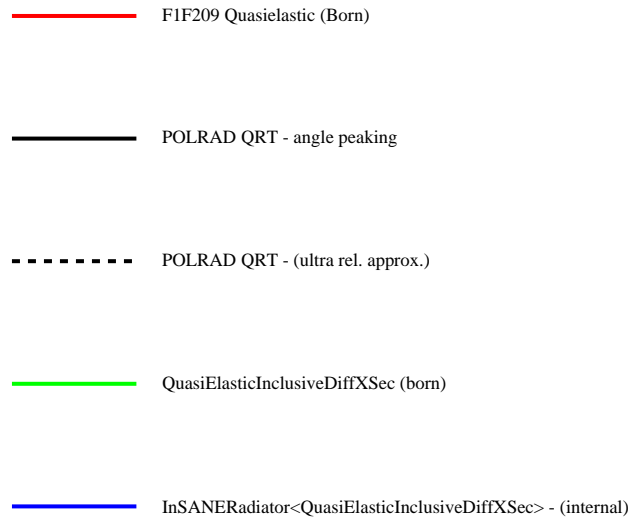 F1F209 Quasielastic (Born)
POLRAD QRT - angle peaking
POLRAD QRT - (ultra rel. approx.)
QuasiElasticInclusiveDiffXSec (born)
InSANERadiator<QuasiElasticInclusiveDiffXSec> - (internal)